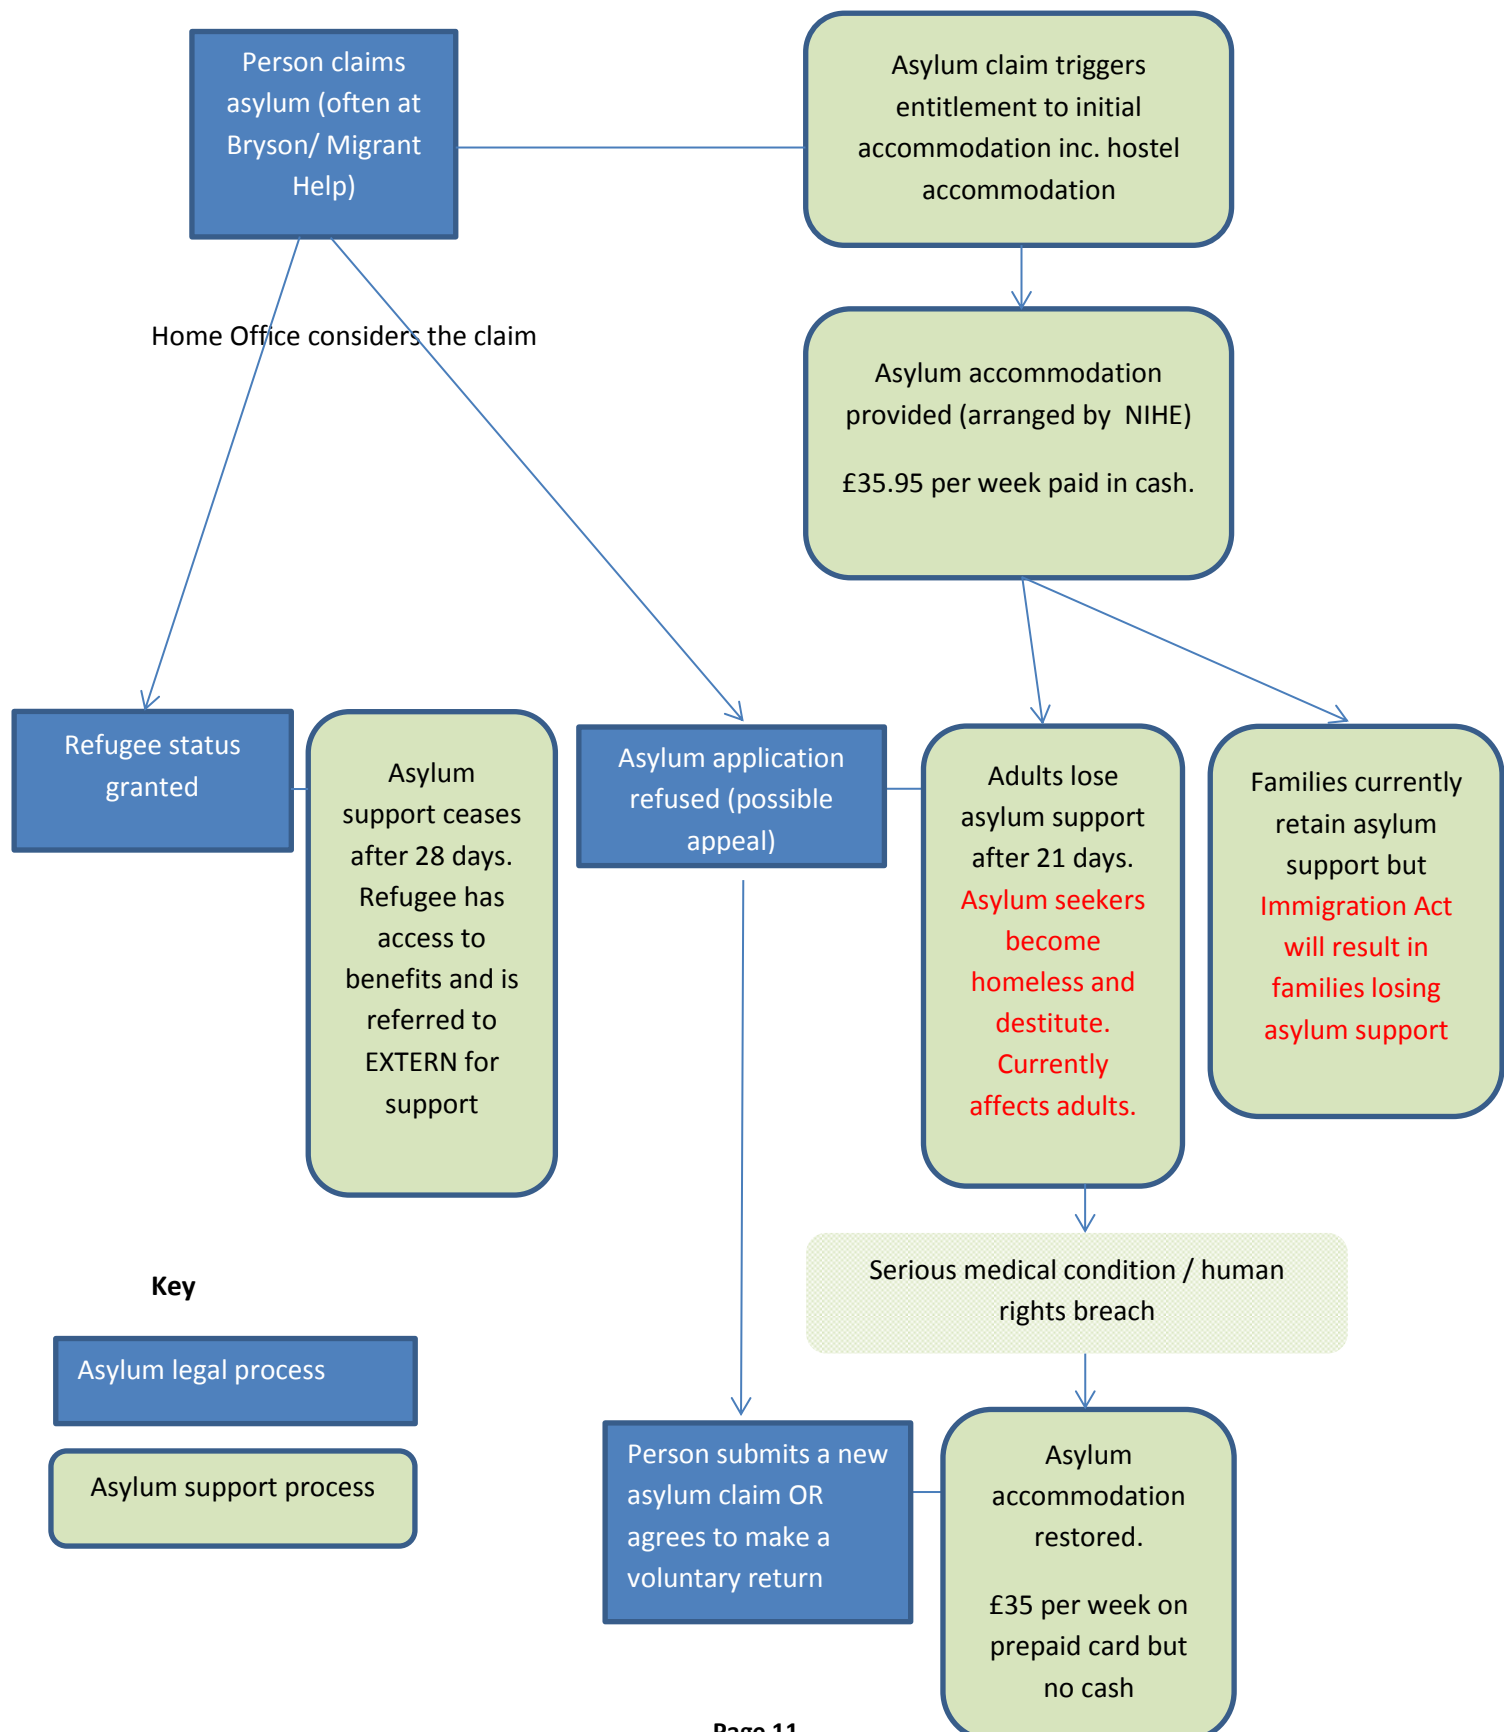 Person claims
asylum (often at
Bryson/ Migrant
Help)
Asylum claim triggers
entitlement to initial
accommodation inc. hostel
accommodation
Home Office considers the claim
Asylum accommodation
provided (arranged by NIHE)
£35.95 per week paid in cash.
Refugee status
granted
Asylum
support ceases
after 28 days.
Refugee has
access to
benefits and is
referred to
EXTERN for
support
Asylum application
refused (possible
appeal)
Adults lose
asylum support
after 21 days.
Asylum seekers
become
homeless and
destitute.
Currently
affects adults.
Families currently
retain asylum
support but
Immigration Act
will result in
families losing
asylum support
Serious medical condition / human
rights breach
Key
Asylum legal process
Asylum support process
Person submits a new
asylum claim OR
agrees to make a
voluntary return
Asylum
accommodation
restored.
£35 per week on
prepaid card but
no cash
Page 11